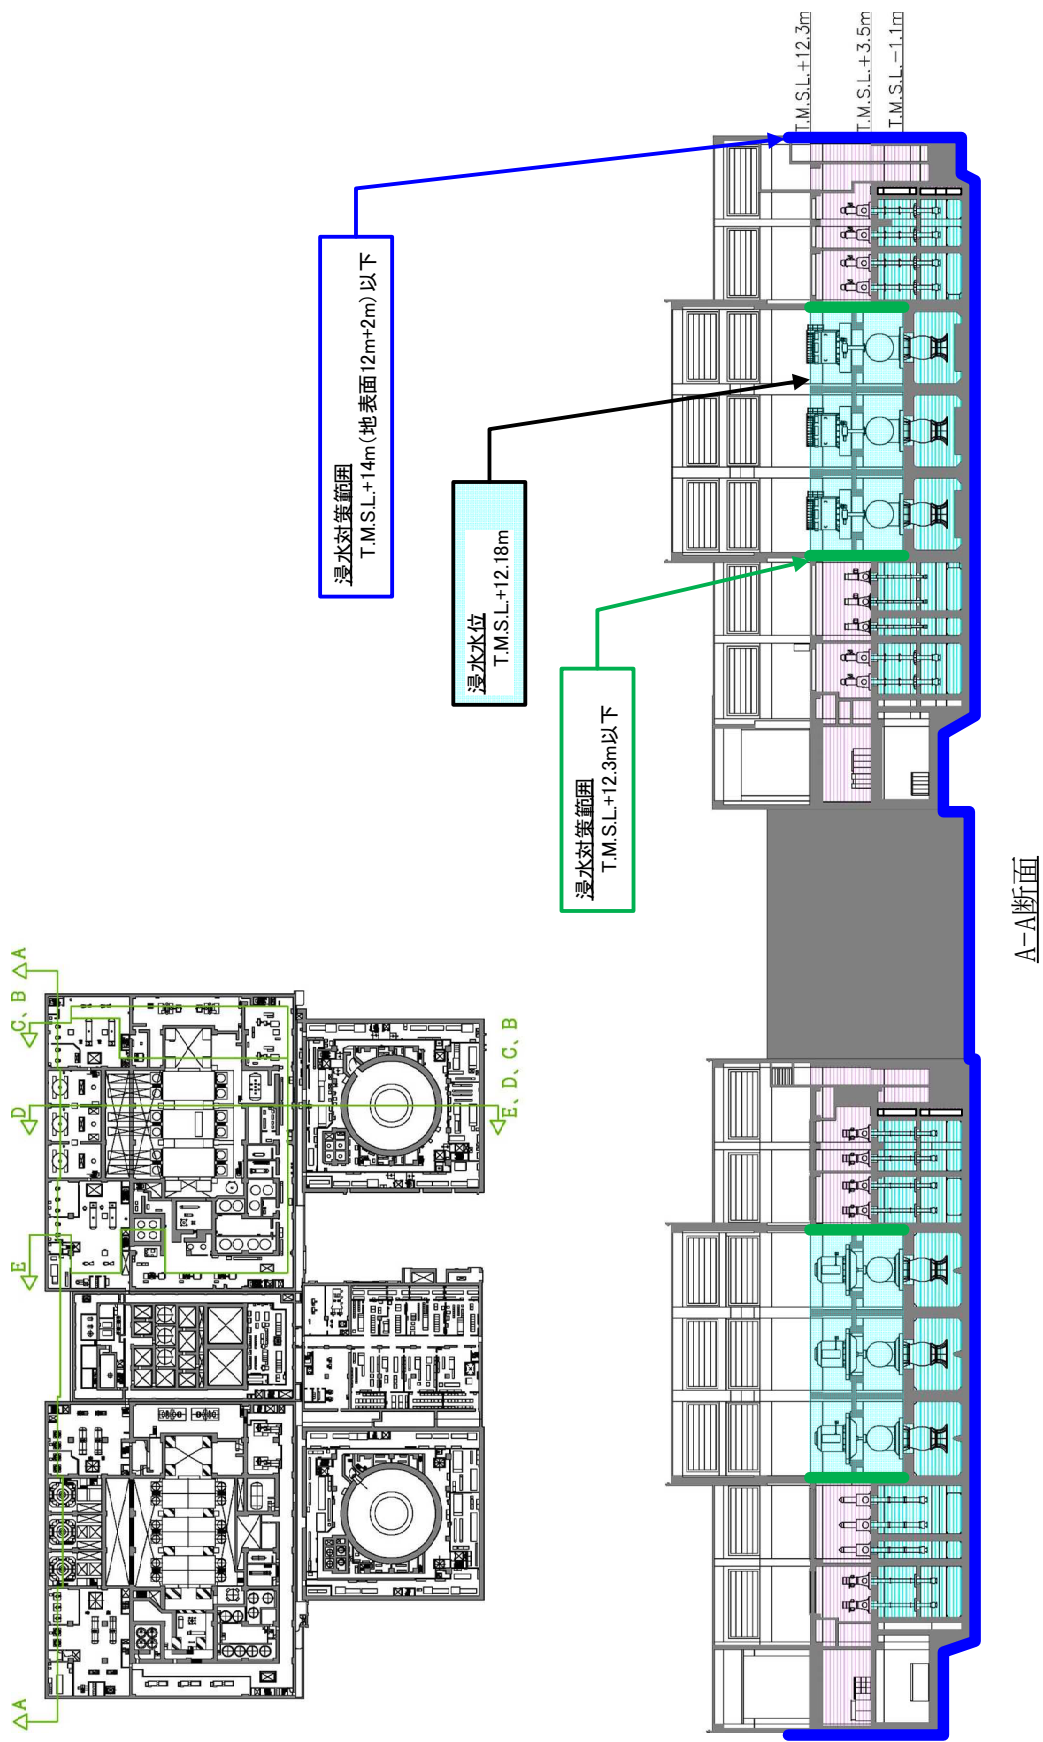 A
C、B
D
E
A
E、D、C、B
浸水対策範囲
T.M.S.L.+14m(地表面12m+2m)以下
浸水水位
T.M.S.L.+12.18m
浸水対策範囲
T.M.S.L.+12.3m以下
T.M.S.L.+12.3m
T.M.S.L.+3.5m
T.M.S.L.-1.1m
A-A断面